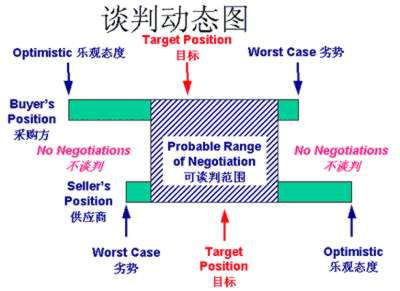 谈判动态图
Optimistic 乐观态度
Target Position
目标
Worst Case 劣势
Buyer's
Position
采购方
No Negotiations
不谈判
Probable Range
of Negotiation
可谈判范围
No Negotiations
不谈判
Seller's
Position
供应商
Worst Case
劣势
Target
Position
目标
Optimistic
乐观态度